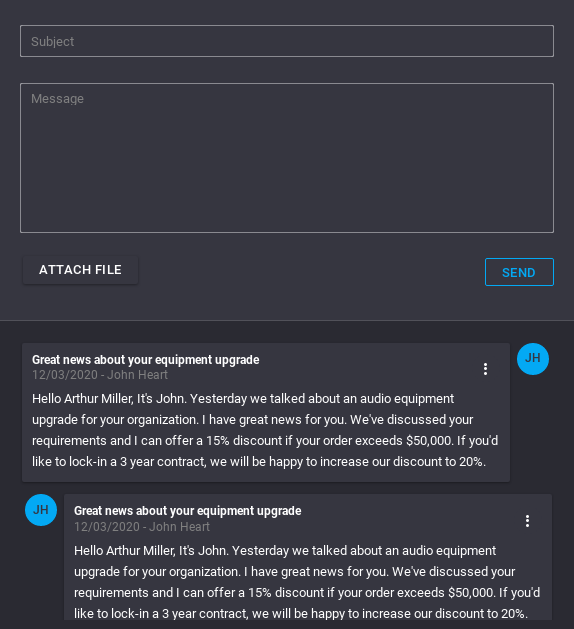 Subject
Message
ATTACH FILE
SEND
Great news about your equipment upgrade
12/03/2020 - John Heart
JH
Hello Arthur Miller, It's John. Yesterday we talked about an audio equipment
upgrade for your organization. I have great news for you. We've discussed your
requirements and I can offer a 15% discount if your order exceeds $50,000. If you'd
like to lock-in a 3 year contract, we will be happy to increase our discount to 20%.
JH
Great news about your equipment upgrade
12/03/2020 - John Heart
Hello Arthur Miller, It's John. Yesterday we talked about an audio equipment
upgrade for your organization. I have great news for you. We've discussed your
requirements and I can offer a 15% discount if your order exceeds $50,000. If you'd
like to lock-in a 3 year contract, we will be happy to increase our discount to 20%.